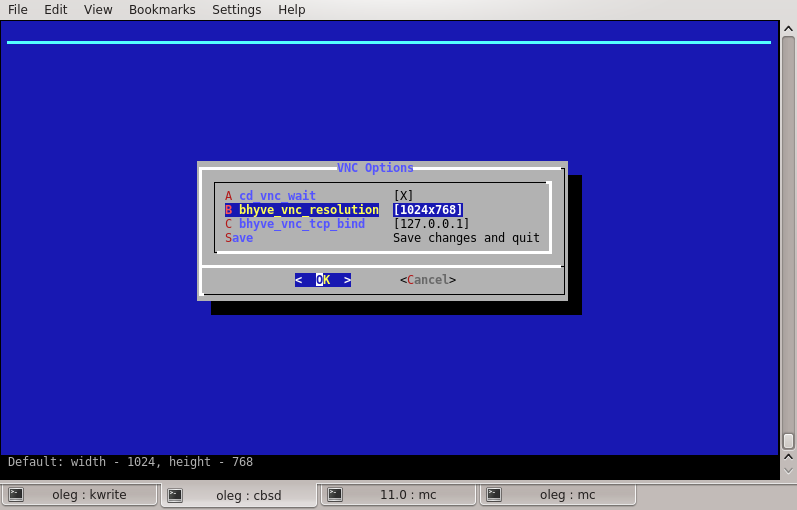 File Edit View Bookmarks Settings Help
VNC Options
A cd_vnc_wait [X]
B bhyve_vnc_resolution [1024x768]
C bhyve_vnc_tcp_bind [127.0.0.1]
Save Save changes and quit
< OK > <Cancel>
Default: width - 1024, height - 768
oleg : kwrite oleg : cbsd 11.0 : mc oleg : mc